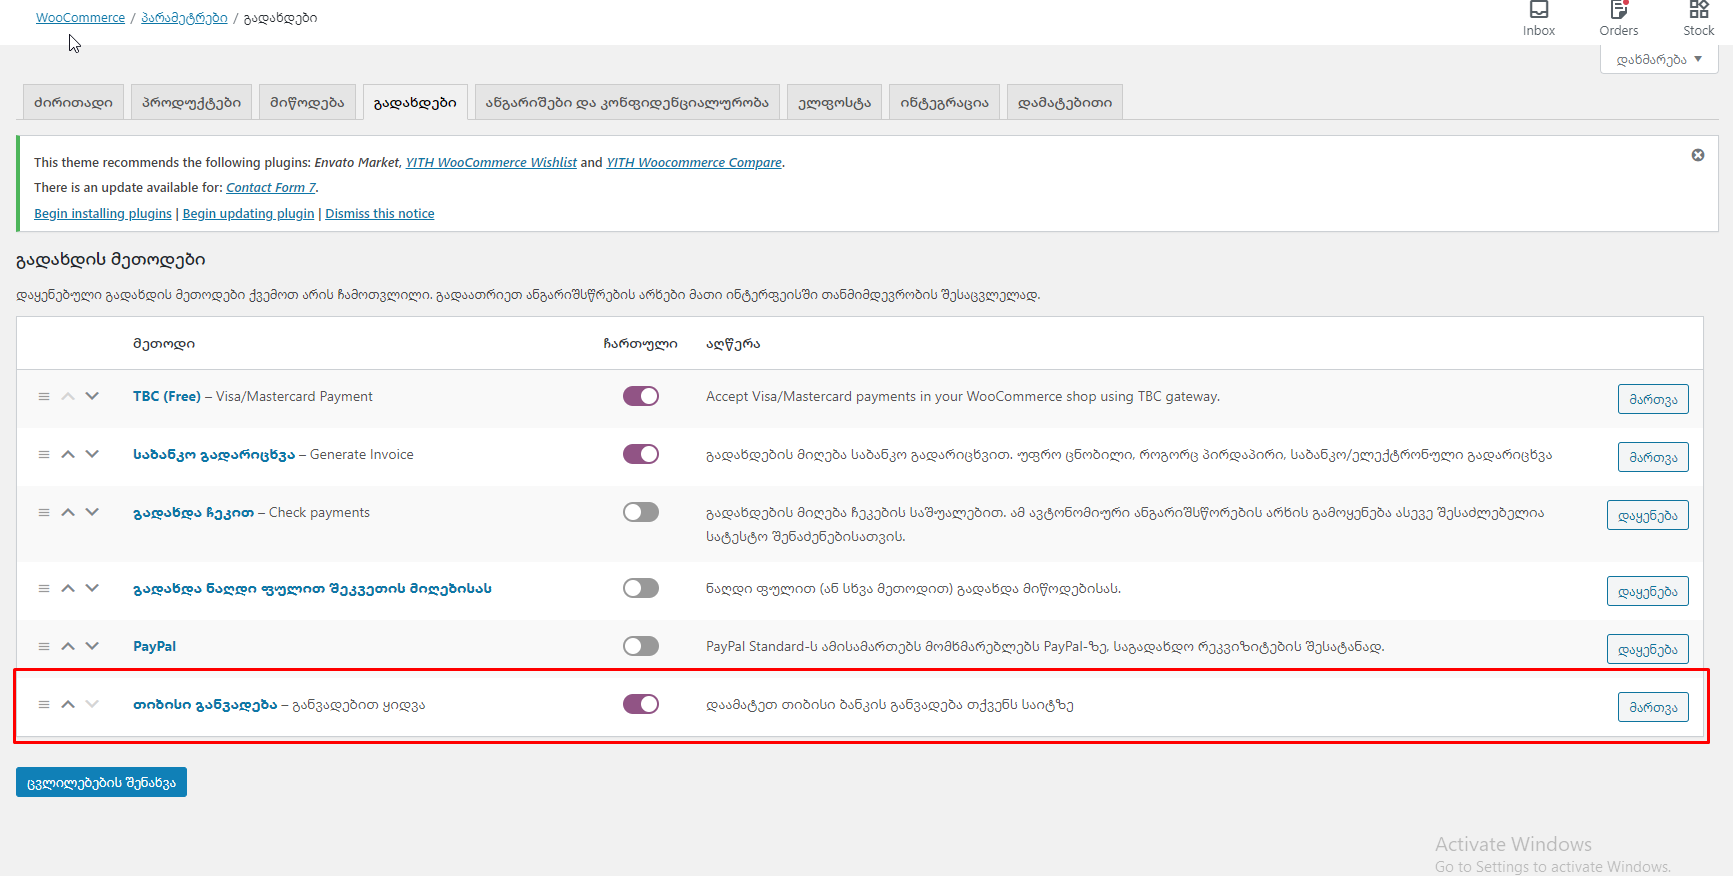 WooCommerce / პარამეტრები / გადახდები
Inbox
Orders
Stock
დახმარება
ძირითადი
პროდუქტები
მიწოდება
გადახდები
ანგარიშები და კონფიდენციალურობა
ელფოსტა
ინტეგრაცია
დამატებითი
This theme recommends the following plugins: Envato Market, YITH WooCommerce Wishlist and YITH Woocommerce Compare.
There is an update available for: Contact Form 7.
Begin installing plugins | Begin updating plugin | Dismiss this notice
გადახდის მეთოდები
დაყენებული გადახდის მეთოდები ქვემოთ არის ჩამოთვლილი. გადაათრიეთ ანგარიშსწრების არხები მათი ინტერფეისში თანმიმდევრობის შესაცვლელად.
მეთოდი ჩართული აღწერა
TBC (Free) – Visa/Mastercard Payment Accept Visa/Mastercard payments in your WooCommerce shop using TBC gateway. მართვა
საბანკო გადარიცხვა – Generate Invoice გადახდების მიღება საბანკო გადარიცხვით. უფრო ცნობილი, როგორც პირდაპირი, საბანკო/ელექტრონული გადარიცხვა მართვა
გადახდა ჩეკით – Check payments გადახდების მიღება ჩეკების საშუალებით. ამ ავტონომიური ანგარიშსწორების არხის გამოყენება ასევე შესაძლებელია დაყენება
სატესტო შენაძენებისათვის.
გადახდა ნაღდი ფულით შეკვეთის მიღებისას ნაღდი ფულით (ან სხვა მეთოდით) გადახდა მიწოდებისას. დაყენება
PayPal PayPal Standard-ს ამისამართებს მომხმარებლებს PayPal-ზე, საგადახდო რეკვიზიტების შესატანად. დაყენება
თიბისი განვადება – განვადებით ყიდვა დაამატეთ თიბისი ბანკის განვადება თქვენს საიტზე მართვა
ცვლილებების შენახვა
Activate Windows
Go to Settings to activate Windows.